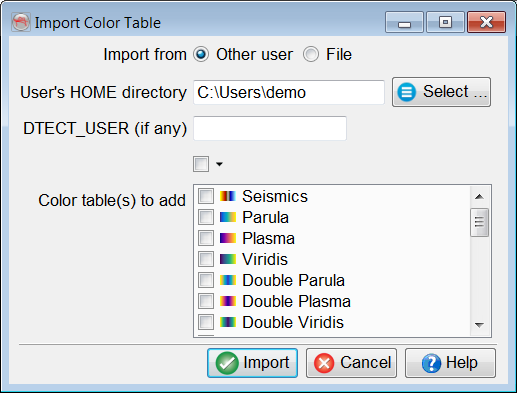 Import Color Table
Import from Other user File
User's HOME directory C:\Users\demo Select ...
DTECT_USER (if any)
Color table(s) to add
Seismics
Parula
Plasma
Viridis
Double Parula
Double Plasma
Double Viridis
Import Cancel Help